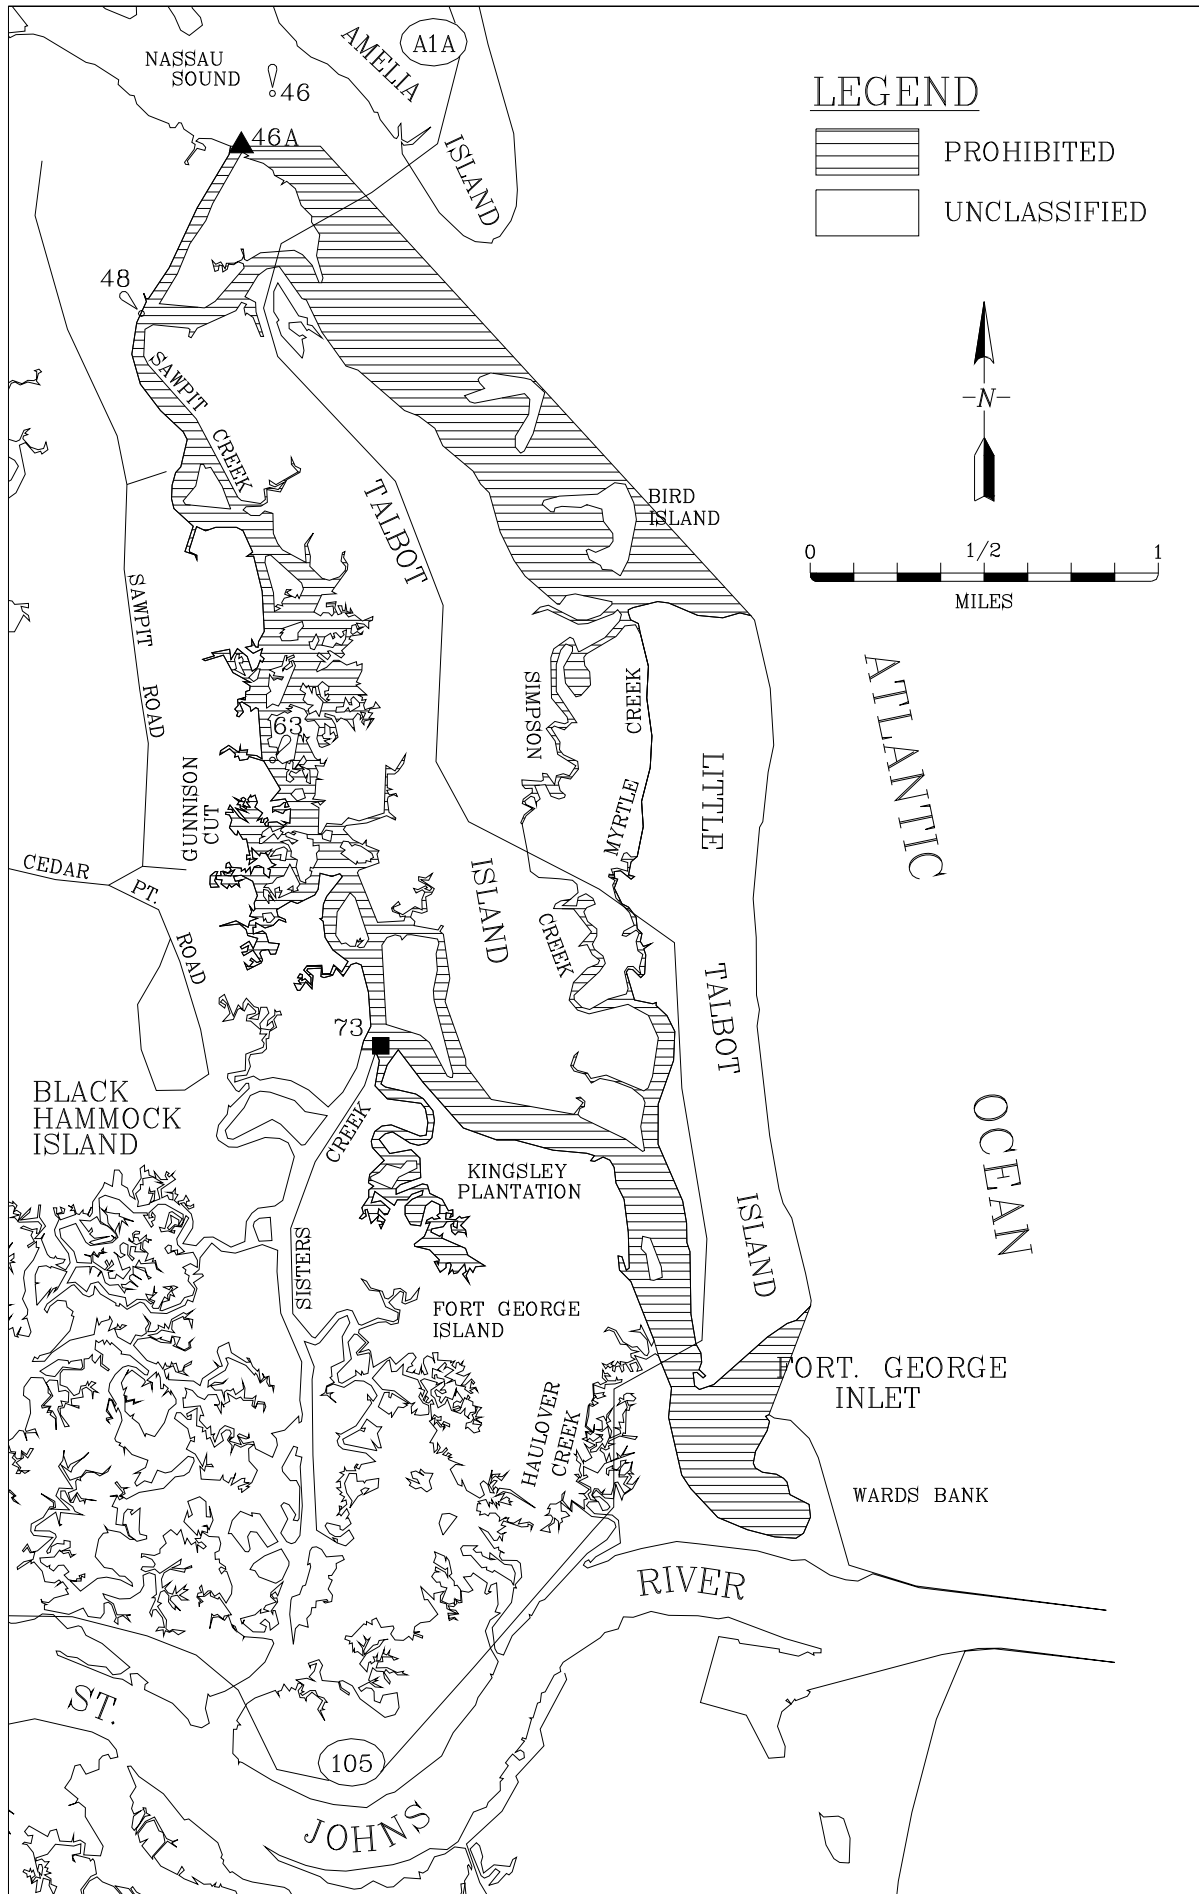 NASSAU
SOUND
46
46A
AMELIA
A1A
ISLAND
LEGEND
PROHIBITED
UNCLASSIFIED
-N-
0 1/2 1
MILES
48
SAWPIT
CREEK
TALBOT
BIRD
ISLAND
SAWPIT
ROAD
63
SIMPSON
CREEK
MYRTLE
LITTLE
ATLANTIC
GUNNISON
CUT
CEDAR
PT.
ROAD
ISLAND
CREEK
TALBOT
73
BLACK
HAMMOCK
ISLAND
CREEK
SISTERS
KINGSLEY
PLANTATION
ISLAND
OCEAN
FORT GEORGE
ISLAND
FORT. GEORGE
INLET
HAULOVER
CREEK
WARDS BANK
RIVER
ST.
105
JOHNS